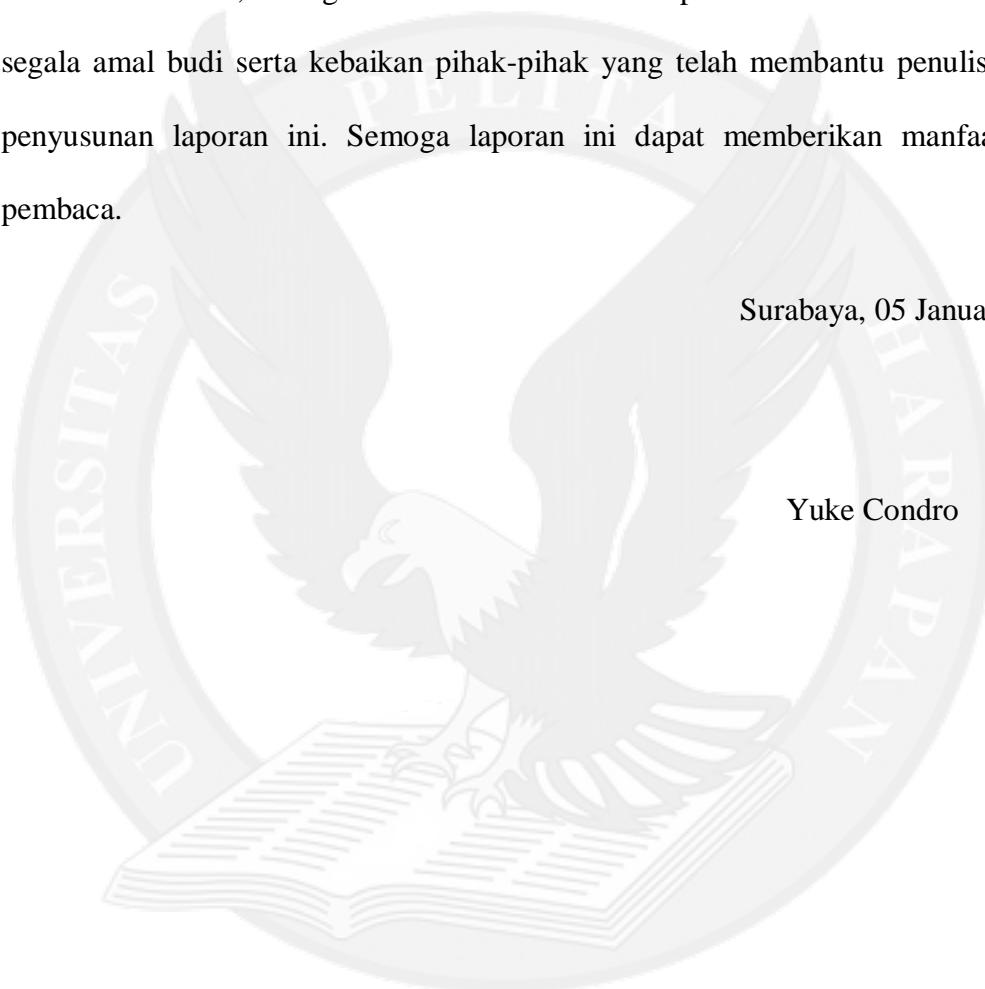 segala amal budi serta kebaikan pihak-pihak yang telah membantu penulis
penyusunan laporan ini. Semoga laporan ini dapat memberikan manfaa
pembaca.
Surabaya, 05 Janua
Yuke Condro
UNIVERSITAS PELITA HARAPAN